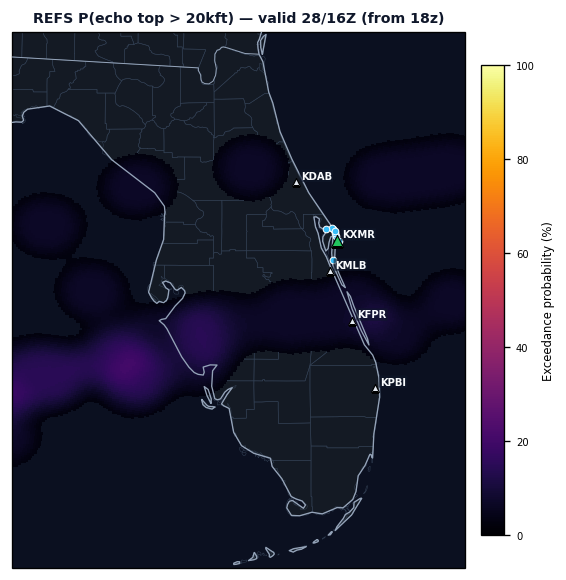 REFS P(echo top > 20kft) — valid 28/16Z (from 18z)
KDAB
KXMR
KMLB
KFPR
KPBI
100
80
60
40
20
0
Exceedance probability (%)